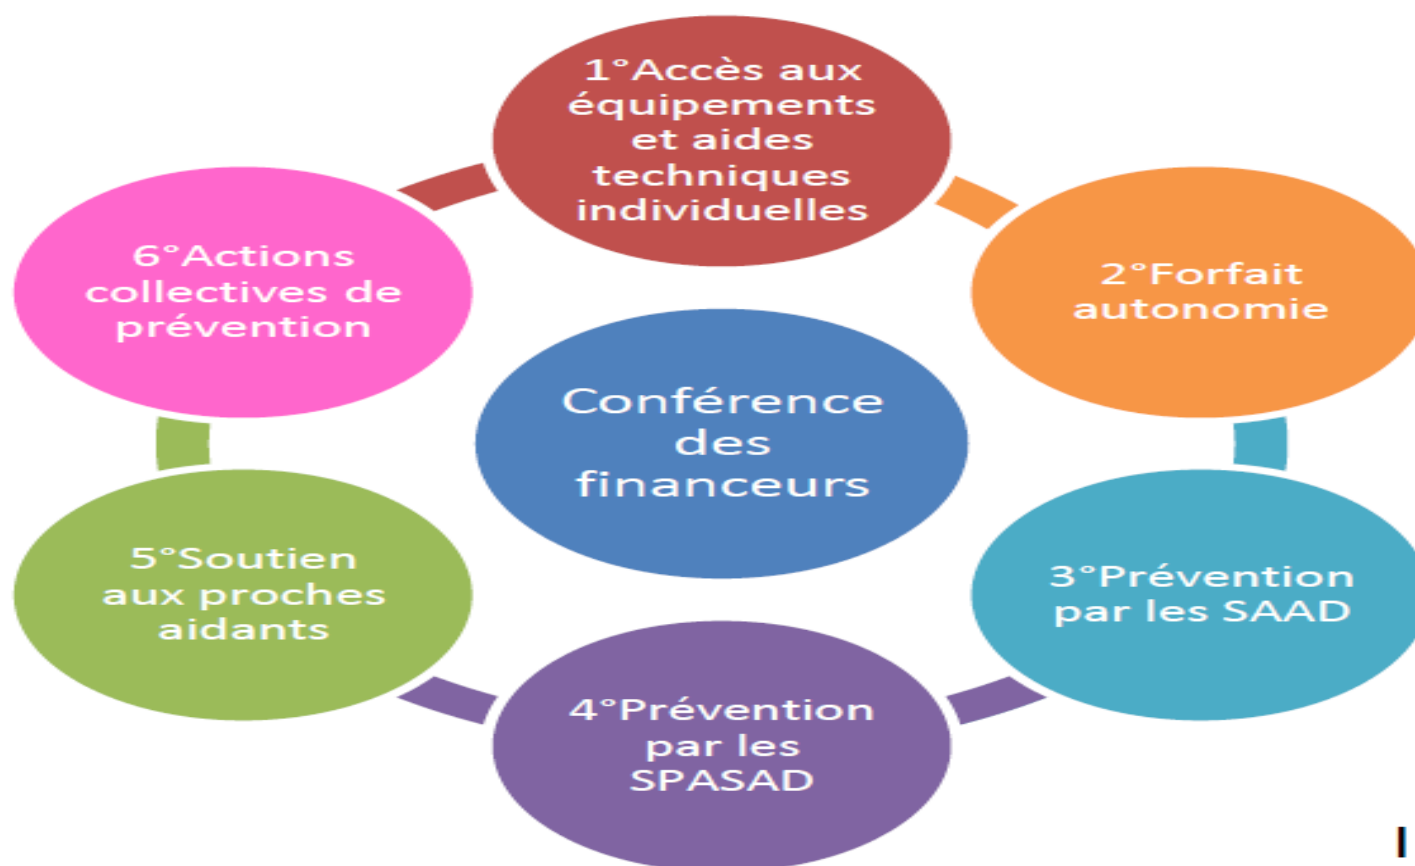 1°Accès aux
équipements
et aides
techniques
individuelles
2°Forfait
autonomie
3°Prévention
par les SAAD
4°Prévention
par les
SPASAD
5°Soutien
aux proches
aidants
6°Actions
collectives de
prévention
Conférence
des
financeurs